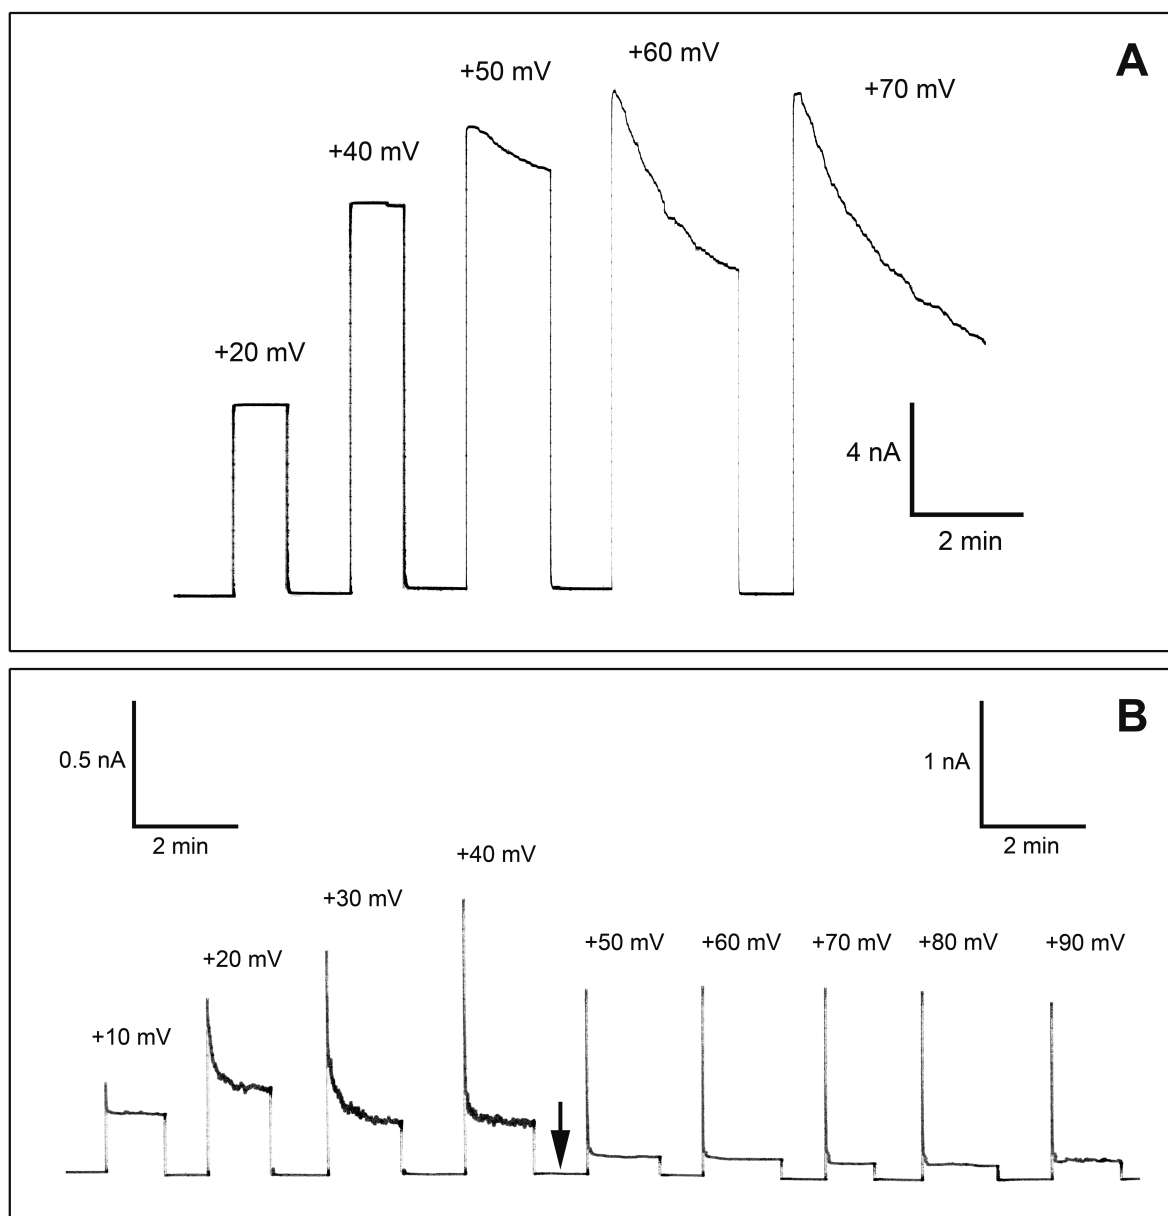 A
+60 mV
+50 mV
+70 mV
+40 mV
+20 mV
4 nA
2 min
B
0.5 nA
1 nA
2 min
2 min
+40 mV
+30 mV
+50 mV
+60 mV
+70 mV
+80 mV
+90 mV
+20 mV
+10 mV